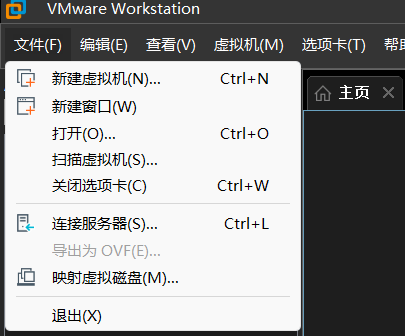 VMware Workstation
文件(F) 编辑(E) 查看(V) 虚拟机(M) 选项卡(T) 帮助
主页
新建虚拟机(N)... Ctrl+N
新建窗口(W)
打开(O)... Ctrl+O
扫描虚拟机(S)...
关闭选项卡(C) Ctrl+W
连接服务器(S)... Ctrl+L
导出为 OVF(E)...
映射虚拟磁盘(M)...
退出(X)